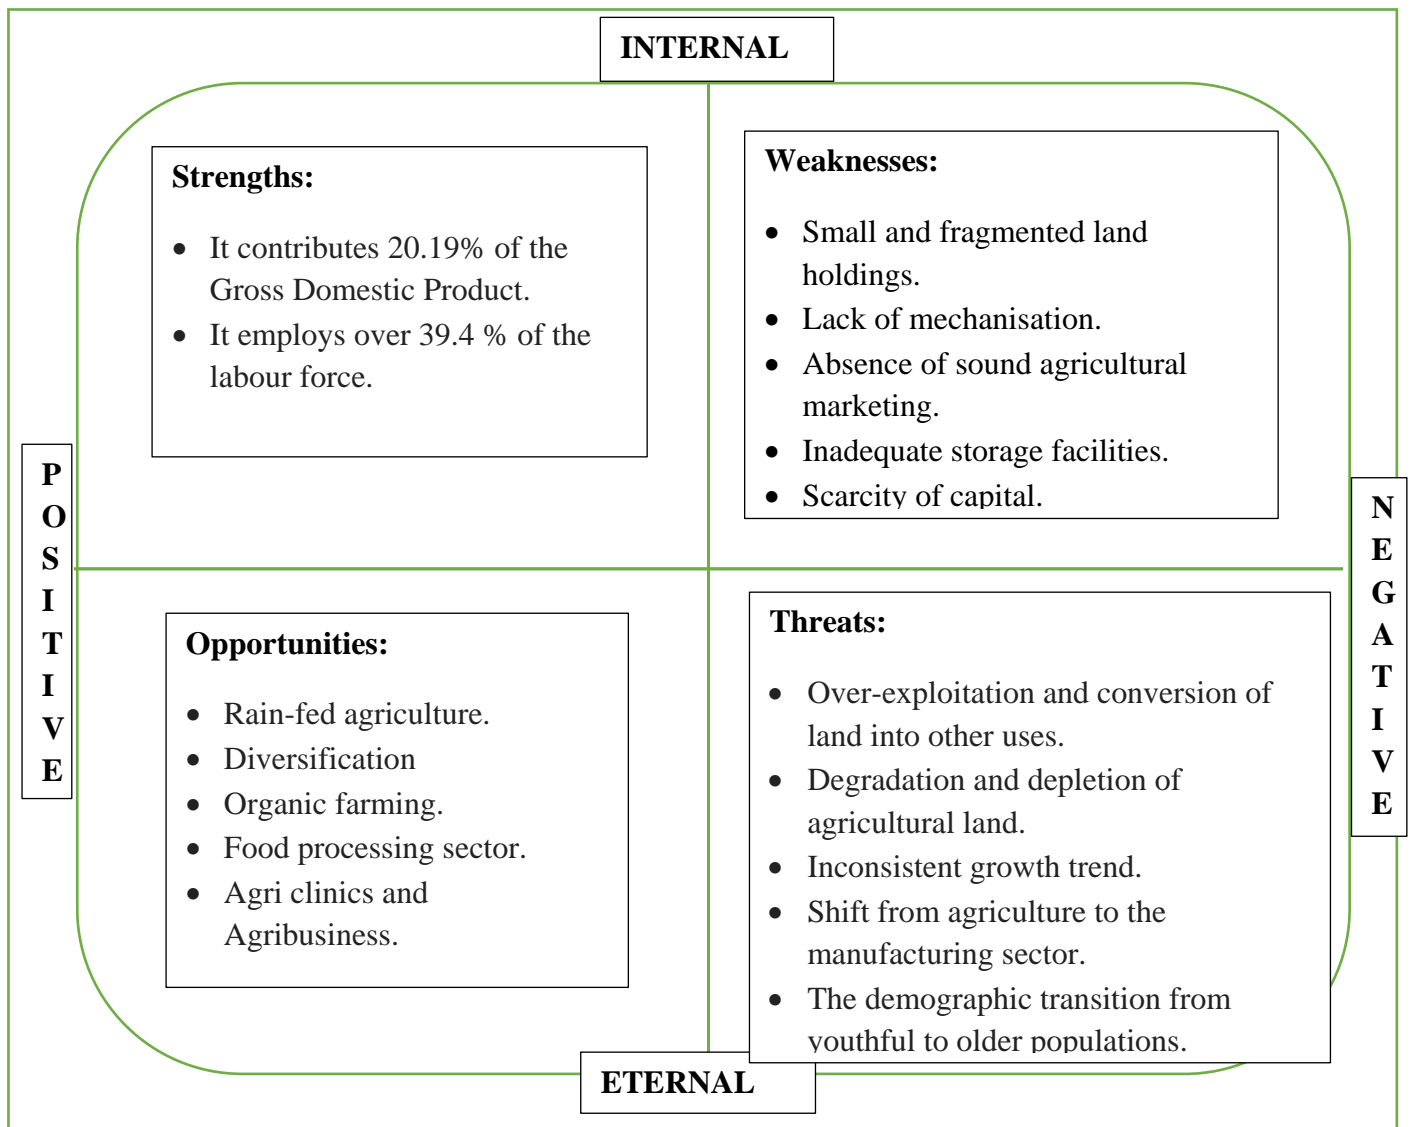 INTERNAL
Strengths:
• It contributes 20.19% of the
Gross Domestic Product.
• It employs over 39.4 % of the
labour force.
Weaknesses:
• Small and fragmented land
holdings.
• Lack of mechanisation.
• Absence of sound agricultural
marketing.
• Inadequate storage facilities.
• Scarcity of capital.
POSITIVE
NEGATIVE
Opportunities:
• Rain-fed agriculture.
• Diversification
• Organic farming.
• Food processing sector.
• Agri clinics and
Agribusiness.
Threats:
• Over-exploitation and conversion of
land into other uses.
• Degradation and depletion of
agricultural land.
• Inconsistent growth trend.
• Shift from agriculture to the
manufacturing sector.
• The demographic transition from
youthful to older populations.
ETERNAL